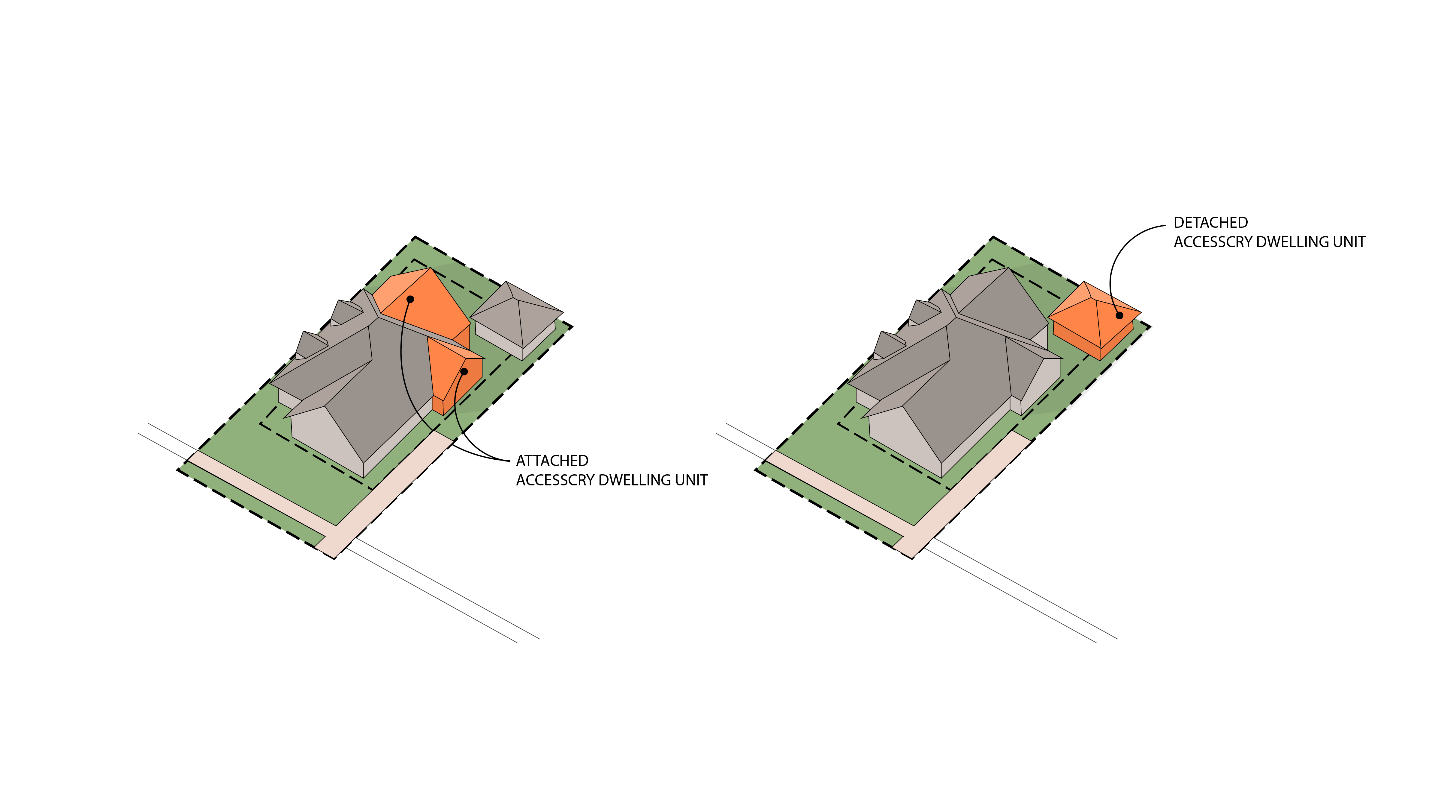 DETACHED
ACCESSCRY DWELLING UNIT
ATTACHED
ACCESSCRY DWELLING UNIT